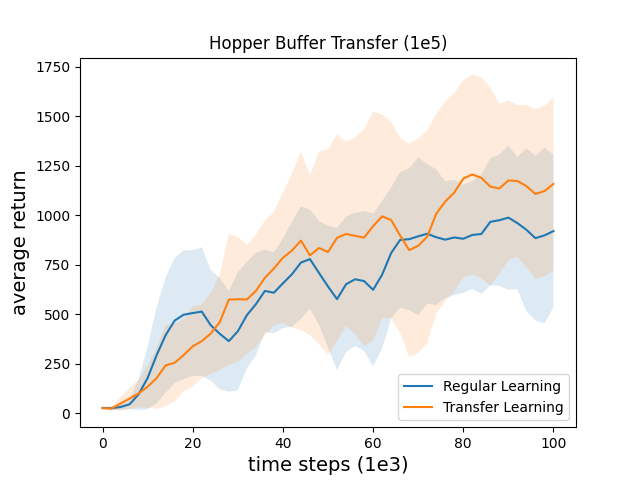 Hopper Buffer Transfer (1e5)
1750
1500
1250
1000
750
500
250
0
average return
0 20 40 60 80 100
time steps (1e3)
Regular Learning
Transfer Learning